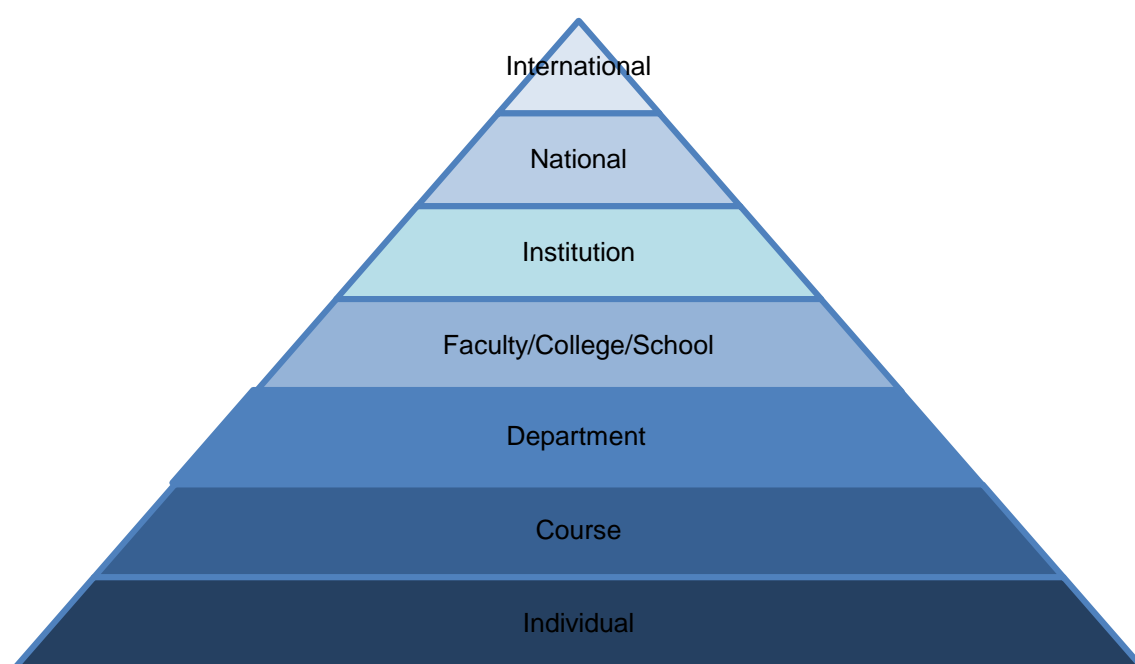 International
National
Institution
Faculty/College/School
Department
Course
Individual